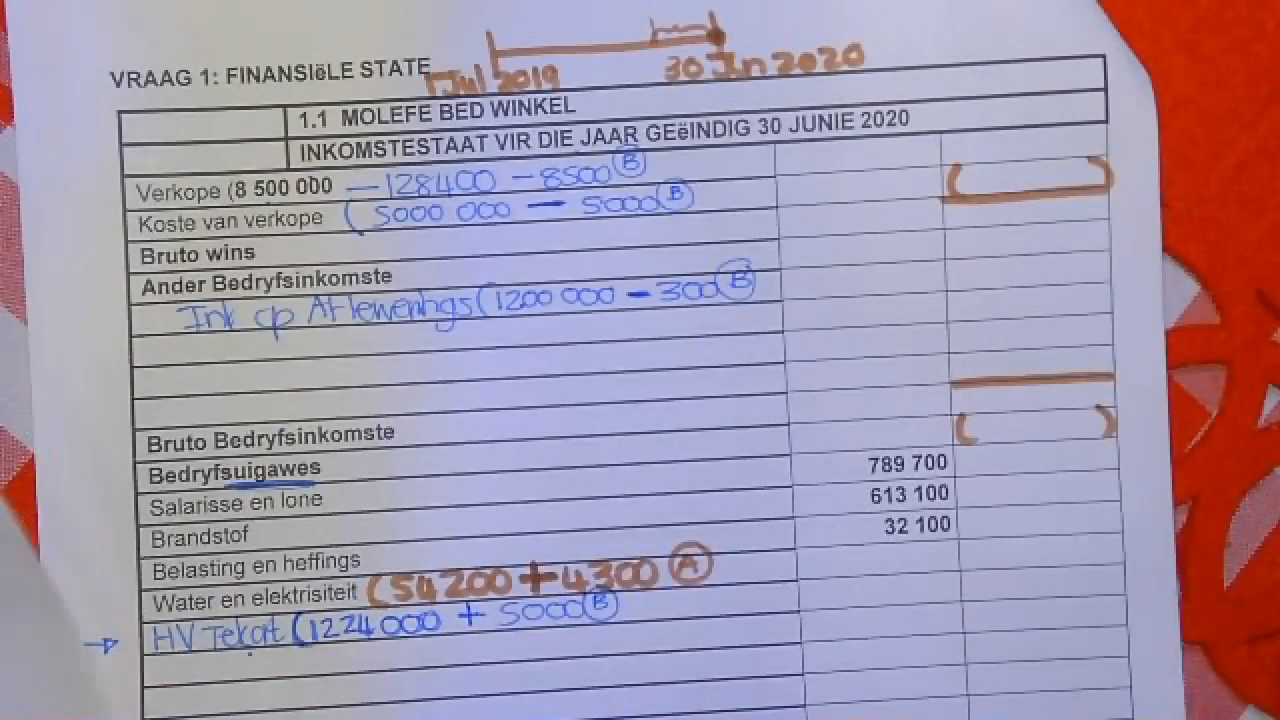 1 Jul 2019 30 Jun 2020
VRAAG 1: FINANSIëLE STATE
1.1 MOLEFE BED WINKEL
INKOMSTESTAAT VIR DIE JAAR GEëINDIG 30 JUNIE 2020
Verkope (8 500 000 – 128400 – 8500 (B)
Koste van verkope (5000 000 – 5000 (B)
Bruto wins
Ander Bedryfsinkomste
Ink op Aflewerings (1200 000 – 300 (B)
Bruto Bedryfsinkomste
Bedryfsuigawes
Salarisse en lone 789 700
Brandstof 613 100
Belasting en heffings 32 100
Water en elektrisiteit (54200 + 4300 (A)
HV Tekort (1224000 + 5000 (B)